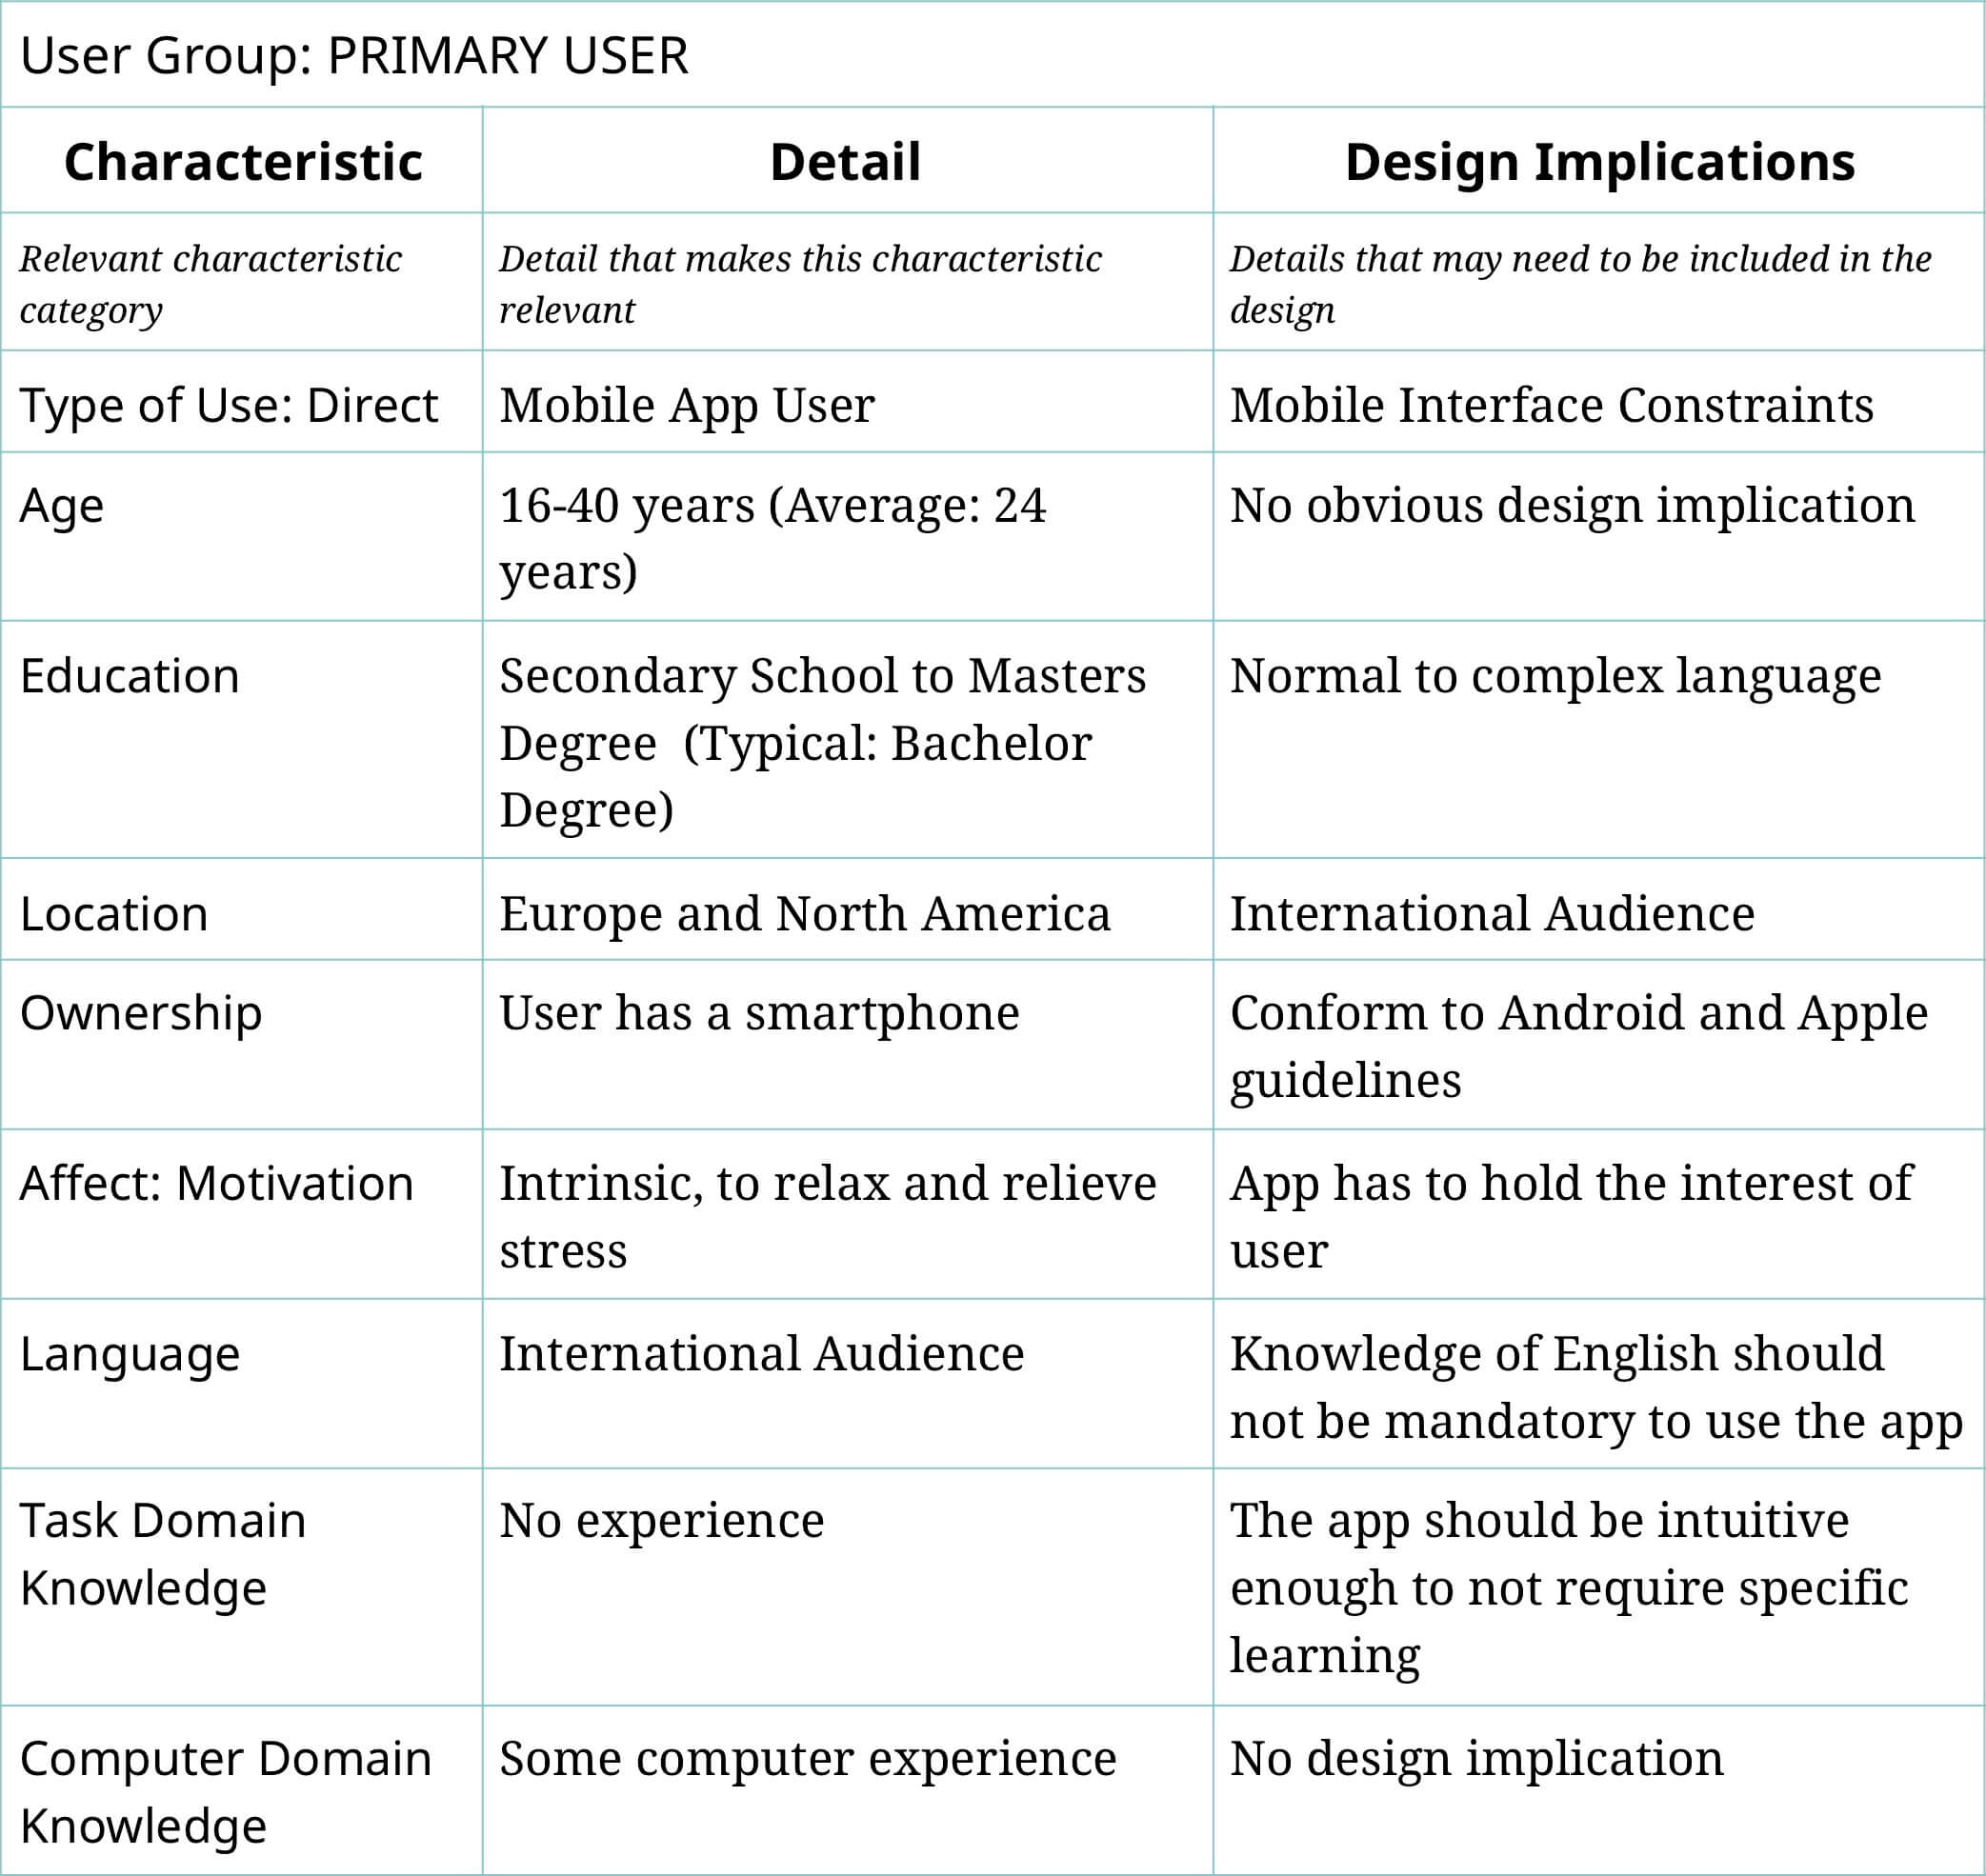 User Group: PRIMARY USER
Characteristic
Detail
Design Implications
Relevant characteristic
category
Detail that makes this characteristic
relevant
Details that may need to be included in the
design
Type of Use: Direct
Mobile App User
Mobile Interface Constraints
Age
16-40 years (Average: 24
years)
No obvious design implication
Education
Secondary School to Masters
Degree  (Typical: Bachelor
Degree)
Normal to complex language
Location
Europe and North America
International Audience
Ownership
User has a smartphone
Conform to Android and Apple
guidelines
Affect: Motivation
Intrinsic, to relax and relieve
stress
App has to hold the interest of
user
Language
International Audience
Knowledge of English should
not be mandatory to use the app
Task Domain
Knowledge
No experience
The app should be intuitive
enough to not require specific
learning
Computer Domain
Knowledge
Some computer experience
No design implication